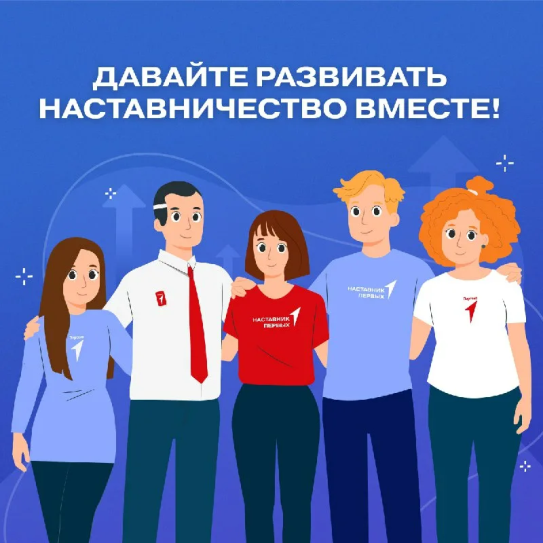 ДАВАЙТЕ РАЗВИВАТЬ
НАСТАВНИЧЕСТВО ВМЕСТЕ!
НАСТАВНИК
ПЕРВЫХ
НАСТАВНИК
ПЕРВЫХ